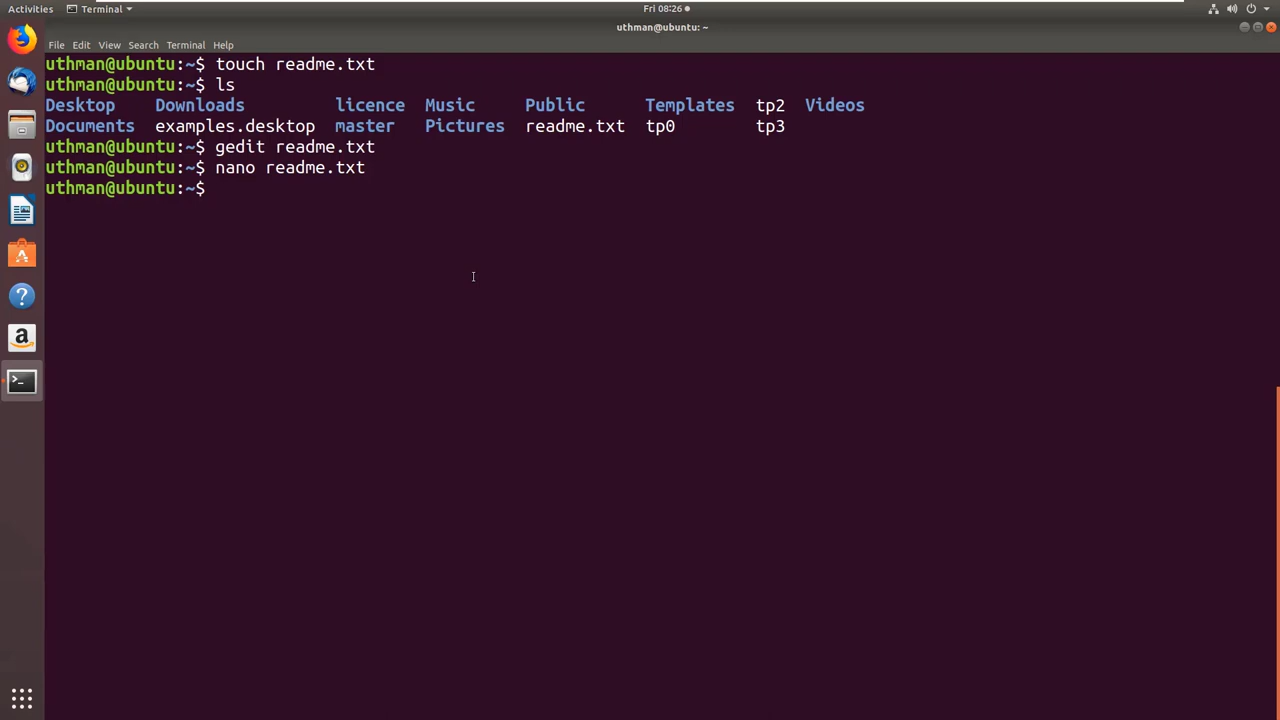 Activities Terminal Fri 08:26
uthman@ubuntu: ~
File Edit View Search Terminal Help
uthman@ubuntu:~$ touch readme.txt
uthman@ubuntu:~$ ls
Desktop Downloads licence Music Public Templates tp2 Videos
Documents examples.desktop master Pictures readme.txt tp0 tp3
uthman@ubuntu:~$ gedit readme.txt
uthman@ubuntu:~$ nano readme.txt
uthman@ubuntu:~$